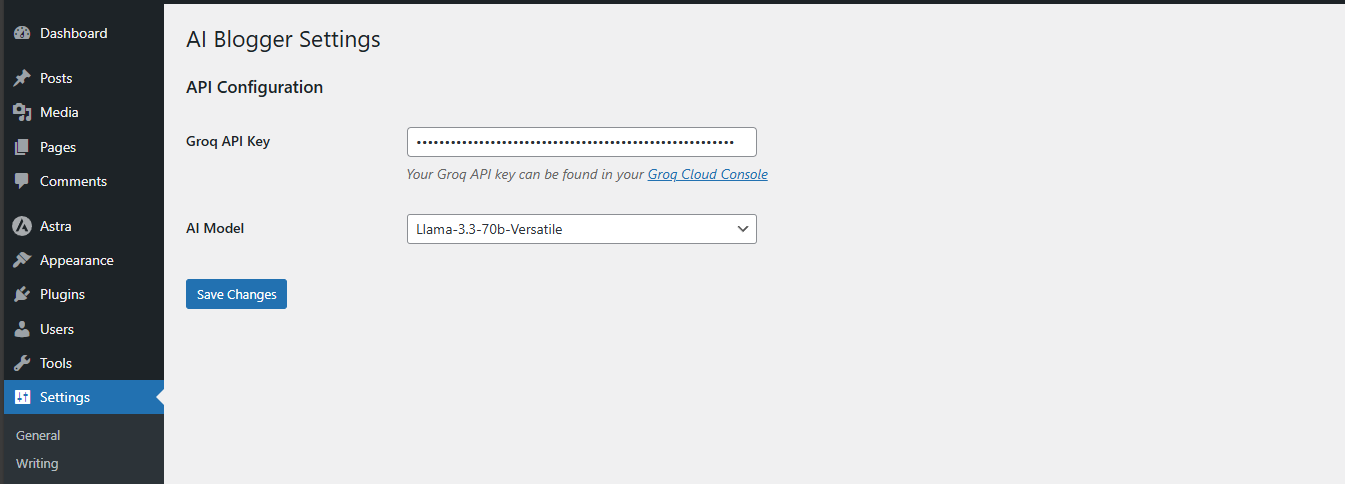 Dashboard
Posts
Media
Pages
Comments
Astra
Appearance
Plugins
Users
Tools
Settings
General
Writing
AI Blogger Settings
API Configuration
Groq API Key
Your Groq API key can be found in your Groq Cloud Console
AI Model
Llama-3.3-70b-Versatile
Save Changes